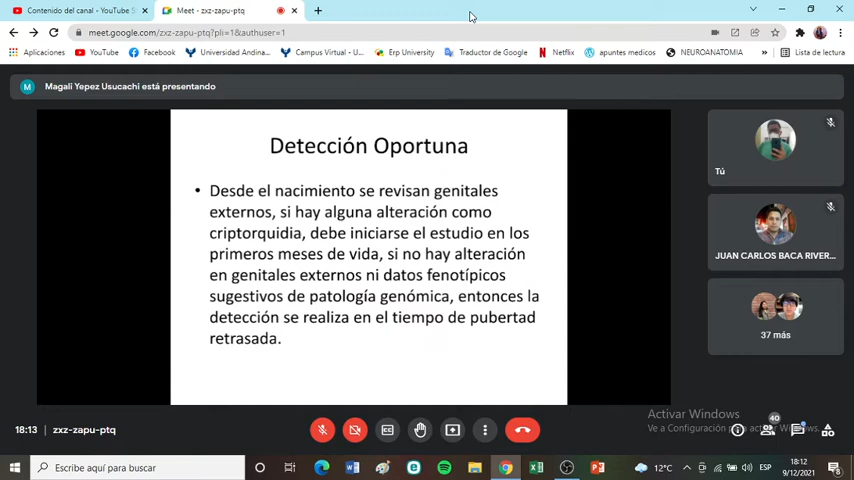 Contenido del canal - YouTube S
Meet - zxz-zapu-ptq
meet.google.com/zxz-zapu-ptq?pli=1&authuser=1
Aplicaciones
YouTube
Facebook
Universidad Andina...
Campus Virtual - U...
Erp University
Traductor de Google
Netflix
apuntes medicos
NEUROANATOMIA
Lista de lectura
M
Magali Yepez Usucachi está presentando
Detección Oportuna
• Desde el nacimiento se revisan genitales
externos, si hay alguna alteración como
criptorquidia, debe iniciarse el estudio en los
primeros meses de vida, si no hay alteración
en genitales externos ni datos fenotípicos
sugestivos de patología genómica, entonces la
detección se realiza en el tiempo de pubertad
retrasada.
Tú
JUAN CARLOS BACA RIVER...
37 más
Activar Windows
Ve a Configuración para activar Windows.
18:13
zxz-zapu-ptq
40
Escribe aquí para buscar
12°C
ESP
18:12
9/12/2021